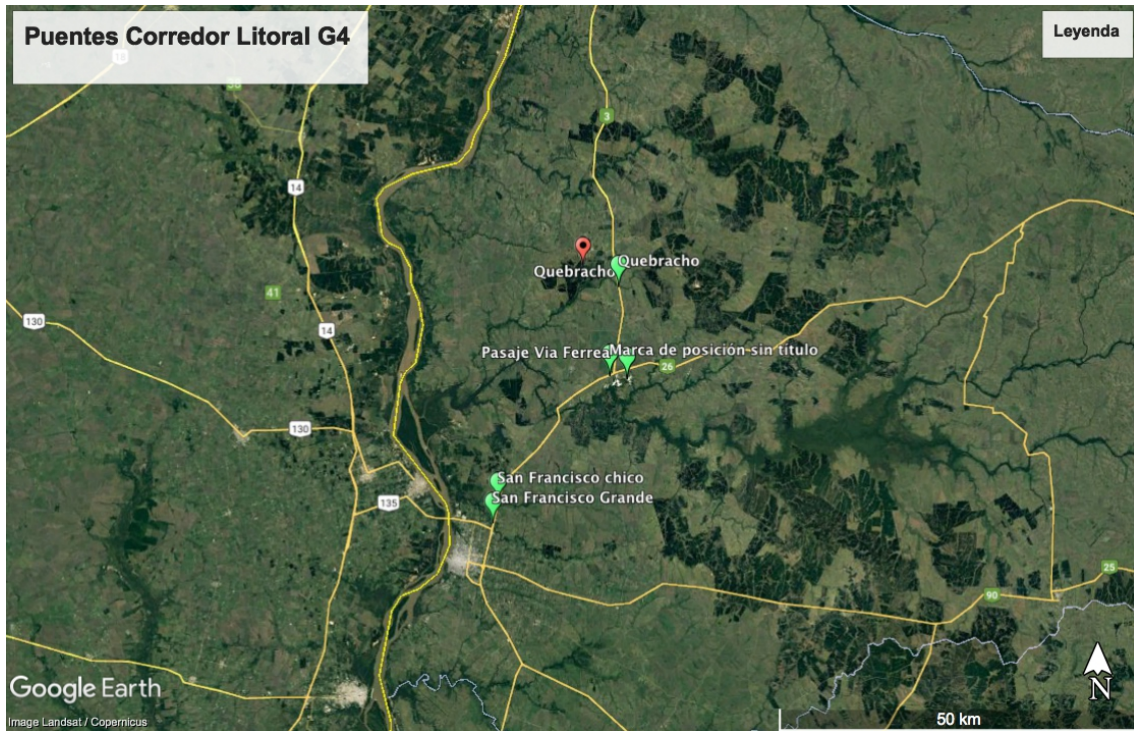 Puentes Corredor Litoral G4
Leyenda
18
38
3
14
Quebracho
Quebracho
41
130
14
Pasaje Via Ferrea
Marca de posición sin título
26
130
San Francisco chico
135
San Francisco Grande
25
90
Google Earth
N
Image Landsat / Copernicus
50 km